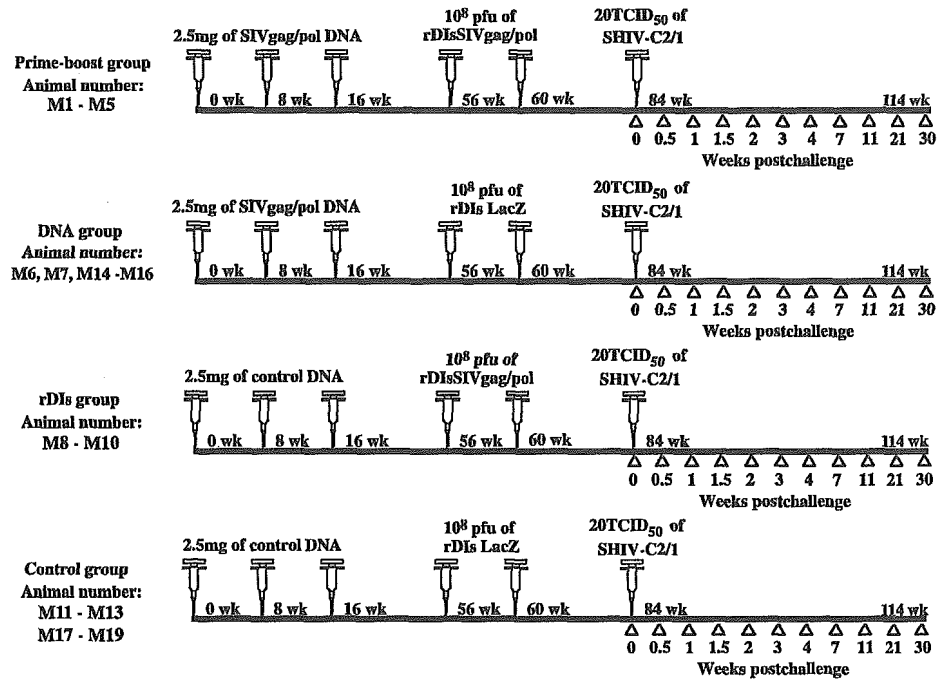 10⁸ pfu of
20TCID₅₀ of
2.5mg of SIVgag/pol DNA
rDIsSIVgag/pol
SHIV-C2/1
Prime-boost group
Animal number:
M1 - M5
0 wk 8 wk 16 wk 56 wk 60 wk 84 wk 114 wk
0 0.5 1 1.5 2 3 4 7 11 21 30
Weeks postchallenge
10⁸ pfu of
20TCID₅₀ of
2.5mg of SIVgag/pol DNA
rDIs LacZ
SHIV-C2/1
DNA group
Animal number:
M6, M7, M14 -M16
0 wk 8 wk 16 wk 56 wk 60 wk 84 wk 114 wk
0 0.5 1 1.5 2 3 4 7 11 21 30
Weeks postchallenge
10⁸ pfu of
20TCID₅₀ of
2.5mg of control DNA
rDIsSIVgag/pol
SHIV-C2/1
rDIs group
Animal number:
M8 - M10
0 wk 8 wk 16 wk 56 wk 60 wk 84 wk 114 wk
0 0.5 1 1.5 2 3 4 7 11 21 30
Weeks postchallenge
10⁸ pfu of
20TCID₅₀ of
2.5mg of control DNA
rDIs LacZ
SHIV-C2/1
Control group
Animal number:
M11 - M13
M17 - M19
0 wk 8 wk 16 wk 56 wk 60 wk 84 wk 114 wk
0 0.5 1 1.5 2 3 4 7 11 21 30
Weeks postchallenge